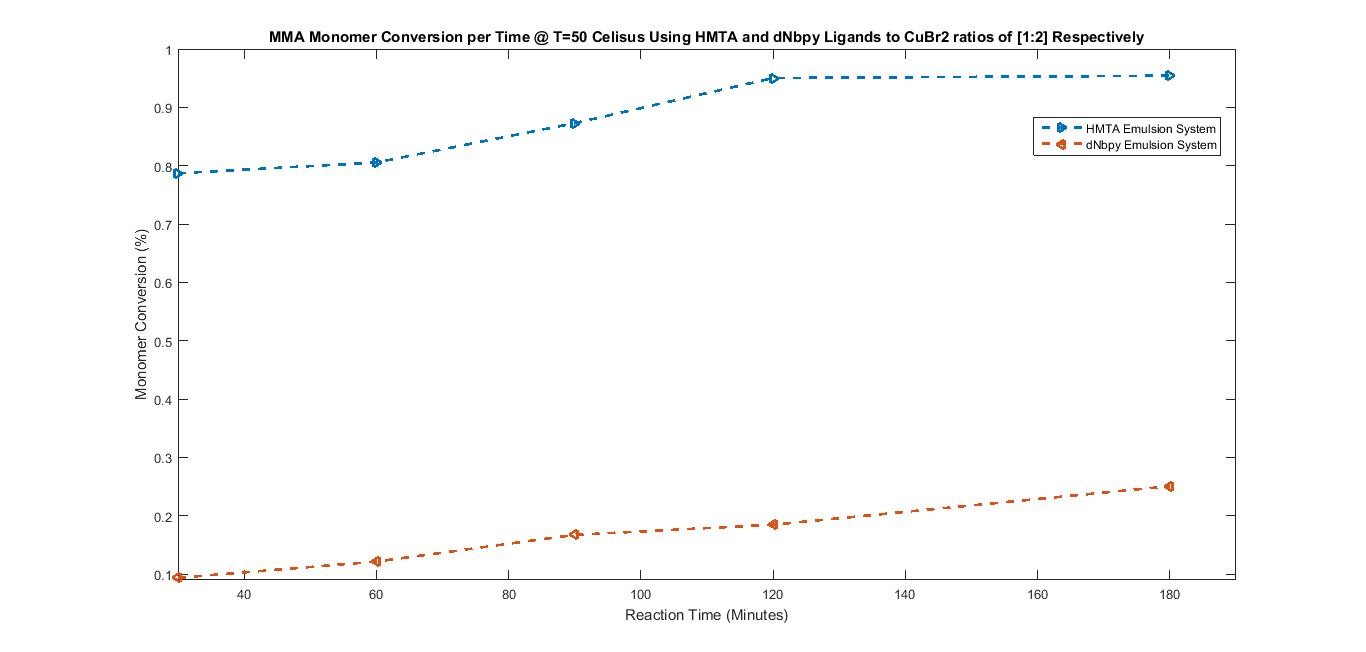 MMA Monomer Conversion per Time @ T=50 Celisus Using HMTA and dNbpy Ligands to CuBr2 ratios of [1:2] Respectively
1
0.9
0.8
0.7
0.6
0.5
0.4
0.3
0.2
0.1
Monomer Conversion (%)
HMTA Emulsion System
dNbpy Emulsion System
40 60 80 100 120 140 160 180
Reaction Time (Minutes)